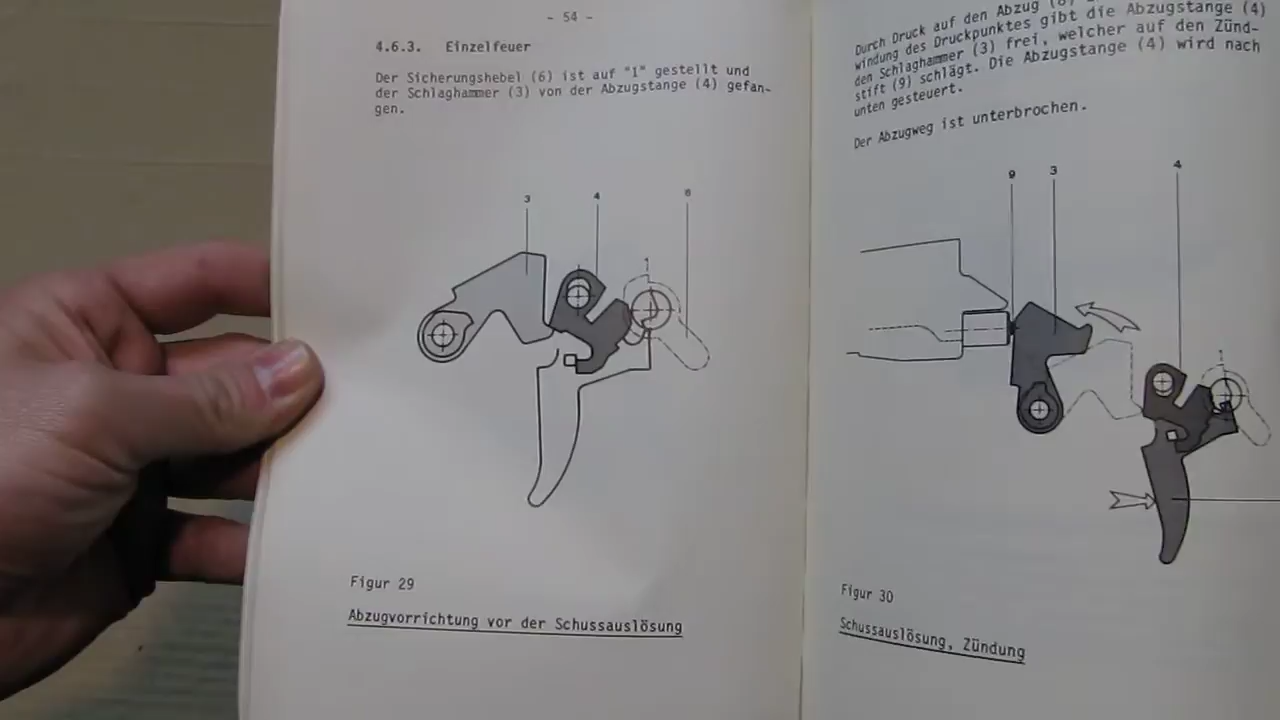 - 54 -
4.6.3. Einzelfeuer
Der Sicherungshebel (6) ist auf "1" gestellt und
der Schlaghammer (3) von der Abzugstange (4) gefan-
gen.
3 4 6
1
Figur 29
Abzugvorrichtung vor der Schussauslösung
Durch Druck auf den Abzug
windung des Druckpunktes gibt die Abzugstange (4)
den Schlaghammer (3) frei, welcher auf den Zünd-
stift (9) schlägt. Die Abzugstange (4) wird nach
unten gesteuert.
Der Abzugweg ist unterbrochen.
9 3 4
1
Figur 30
Schussauslösung, Zündung